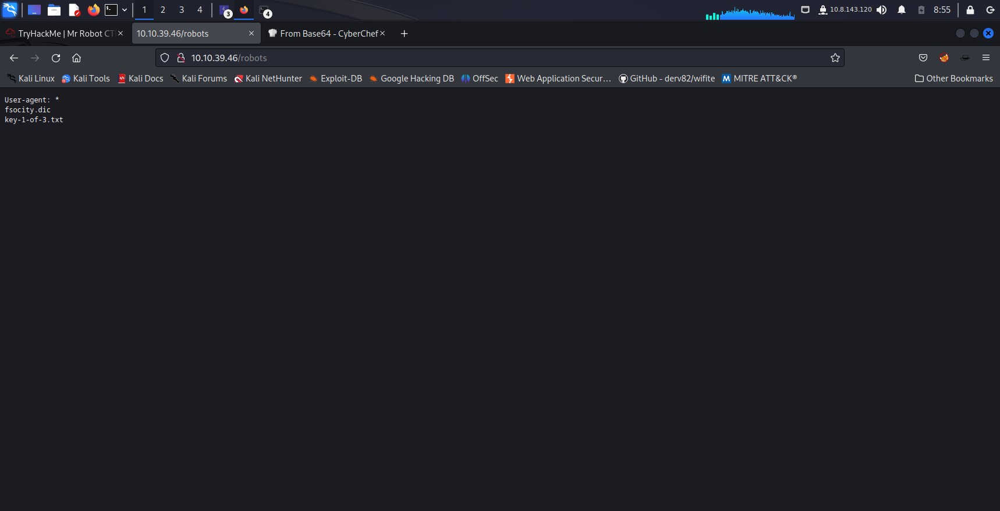 1 2 3 4 3 4 10.8.143.120 8:55
TryHackMe | Mr Robot CT 10.10.39.46/robots From Base64 - CyberChef
10.10.39.46/robots
Kali Linux Kali Tools Kali Docs Kali Forums Kali NetHunter Exploit-DB Google Hacking DB OffSec Web Application Secur... GitHub - derv82/wifite MITRE ATT&CK® Other Bookmarks
User-agent: *
fsocity.dic
key-1-of-3.txt